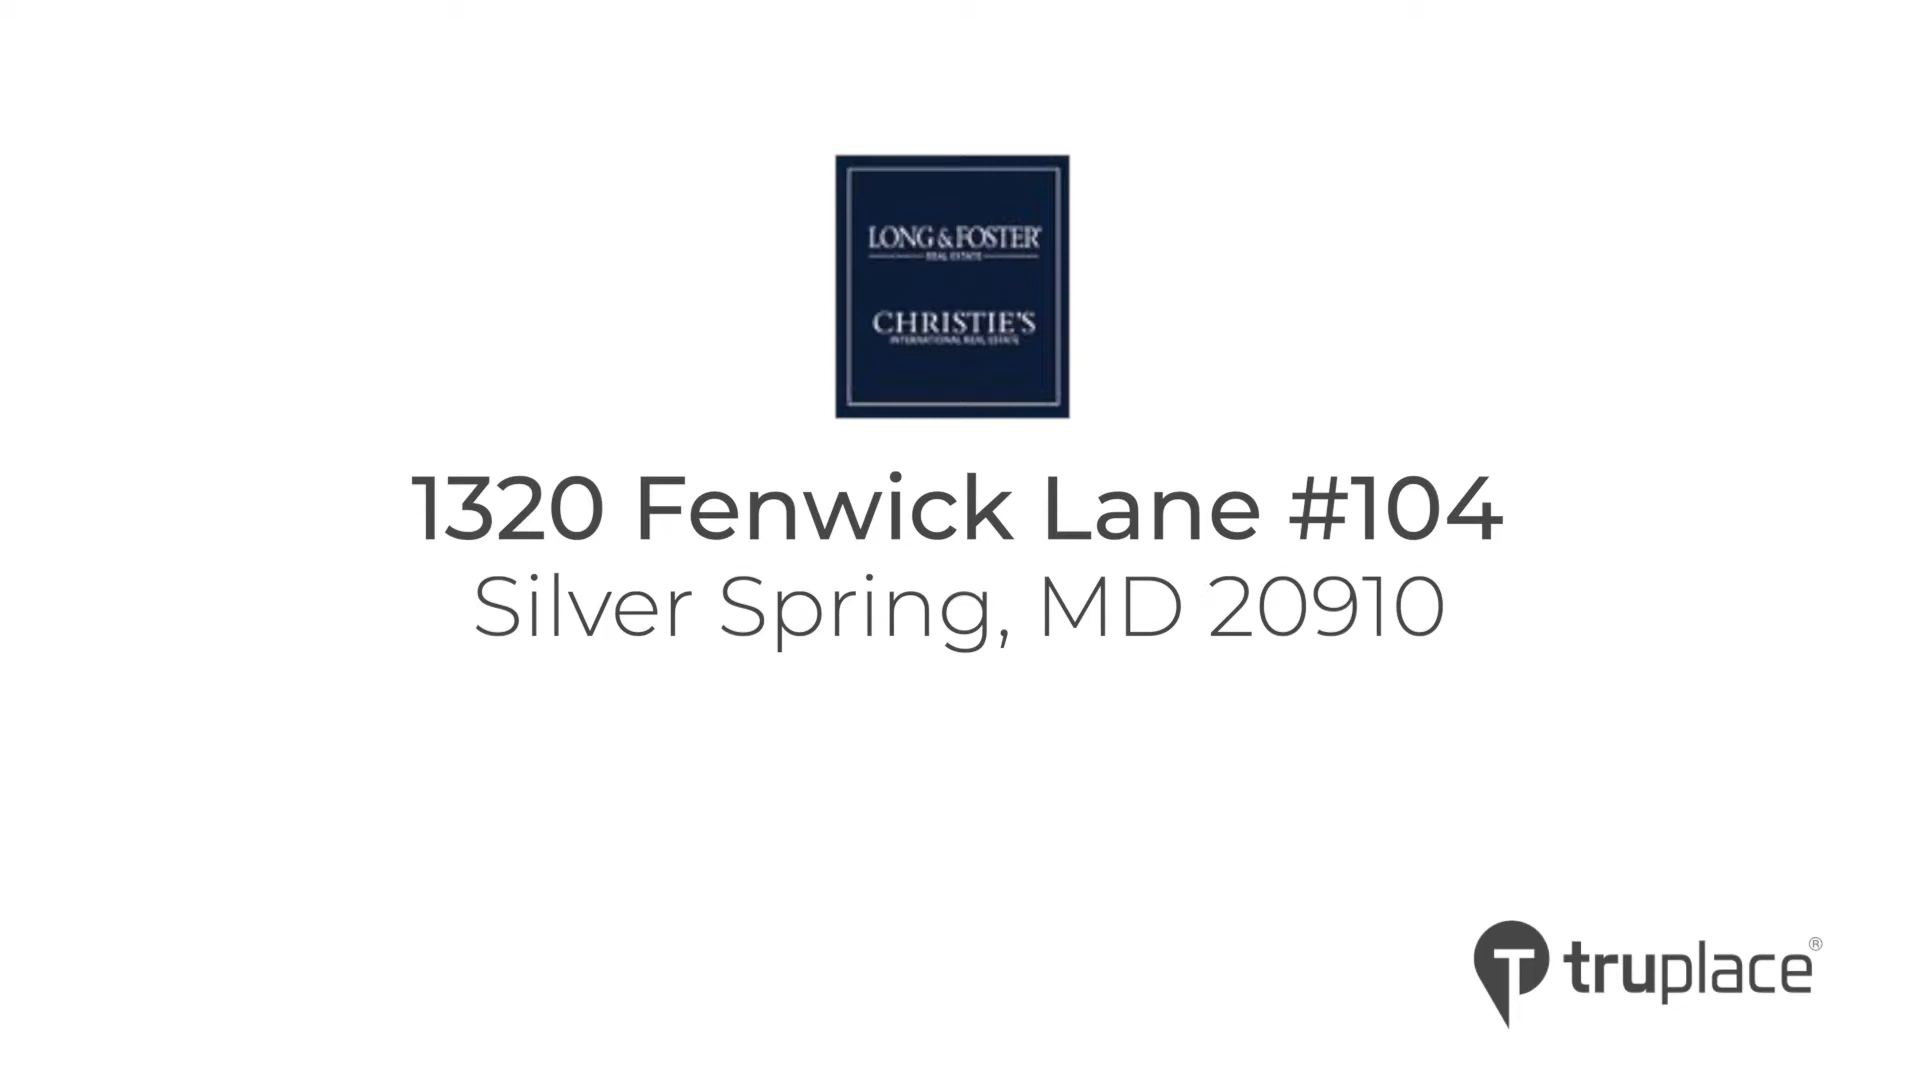 LONG & FOSTER
REAL ESTATE
CHRISTIE'S
INTERNATIONAL REAL ESTATE
1320 Fenwick Lane #104
Silver Spring, MD 20910
truplace®